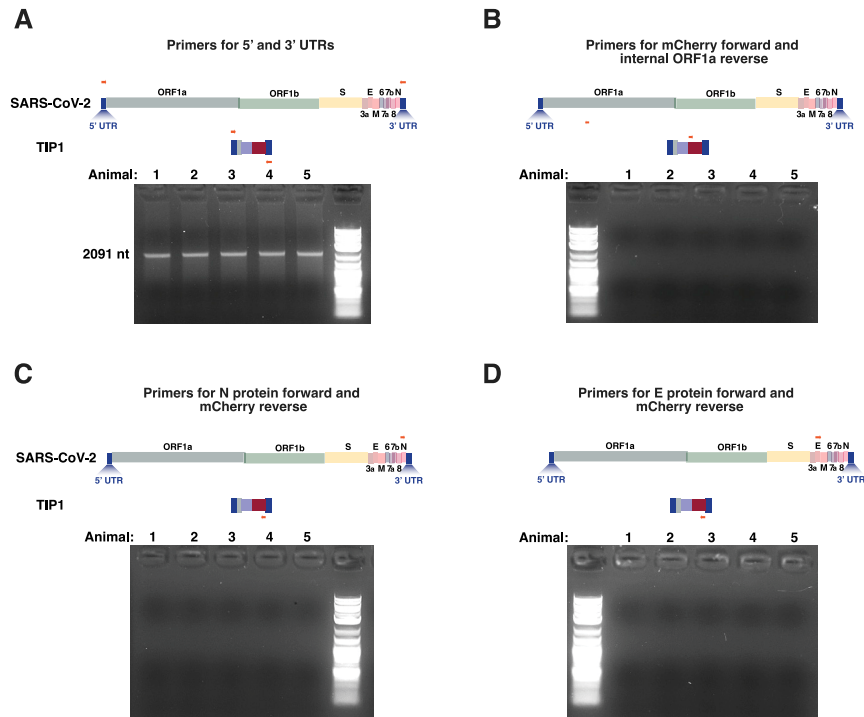 A
Primers for 5' and 3' UTRs
SARS-CoV-2
ORF1a
ORF1b
S
E
67bN
3a M 7a 8
5' UTR
3' UTR
TIP1
Animal: 1 2 3 4 5
2091 nt
B
Primers for mCherry forward and
internal ORF1a reverse
ORF1a
ORF1b
S
E
67bN
3a M 7a 8
5' UTR
3' UTR
1 2 3 4 5
C
Primers for N protein forward and
mCherry reverse
SARS-CoV-2
ORF1a
ORF1b
S
E
67bN
3a M 7a 8
5' UTR
3' UTR
TIP1
Animal: 1 2 3 4 5
D
Primers for E protein forward and
mCherry reverse
ORF1a
ORF1b
S
E
67bN
3a M 7a 8
5' UTR
3' UTR
1 2 3 4 5